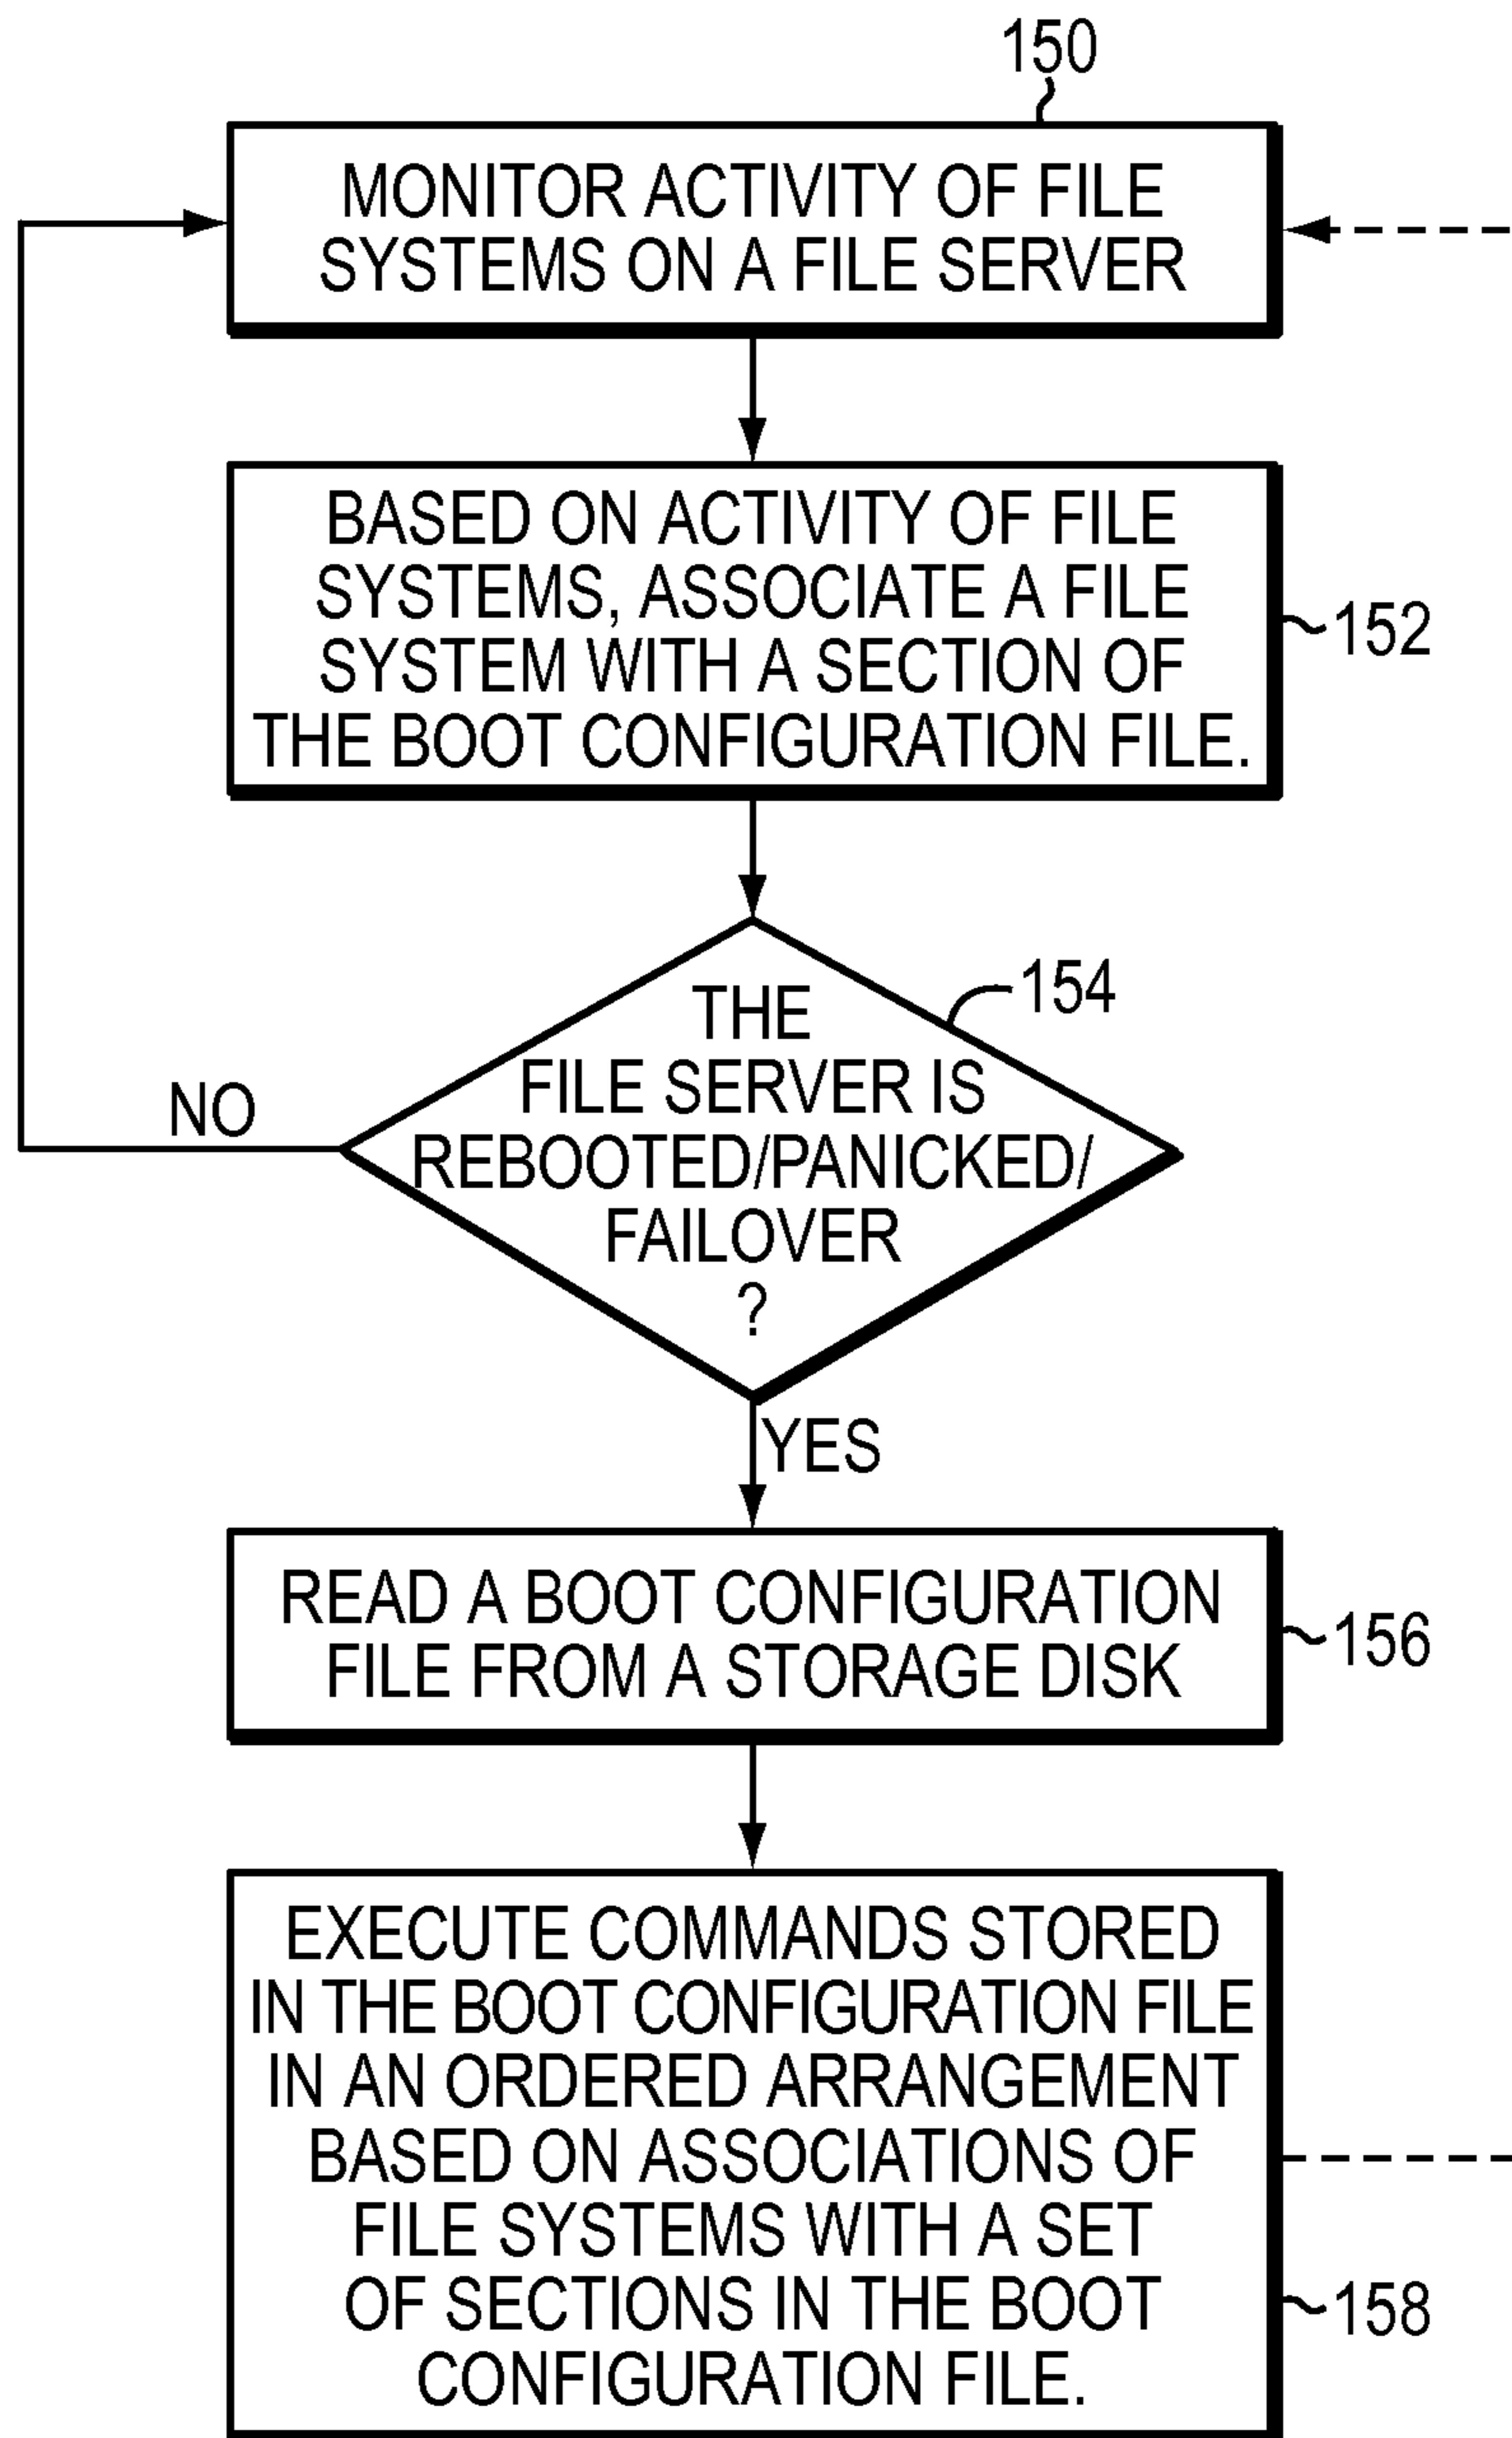 150
MONITOR ACTIVITY OF FILE
SYSTEMS ON A FILE SERVER
BASED ON ACTIVITY OF FILE
SYSTEMS, ASSOCIATE A FILE
SYSTEM WITH A SECTION OF
THE BOOT CONFIGURATION FILE.
152
154
THE
FILE SERVER IS
REBOOTED/PANICKED/
FAILOVER
?
NO
YES
READ A BOOT CONFIGURATION
FILE FROM A STORAGE DISK
156
EXECUTE COMMANDS STORED
IN THE BOOT CONFIGURATION FILE
IN AN ORDERED ARRANGEMENT
BASED ON ASSOCIATIONS OF
FILE SYSTEMS WITH A SET
OF SECTIONS IN THE BOOT
CONFIGURATION FILE.
158